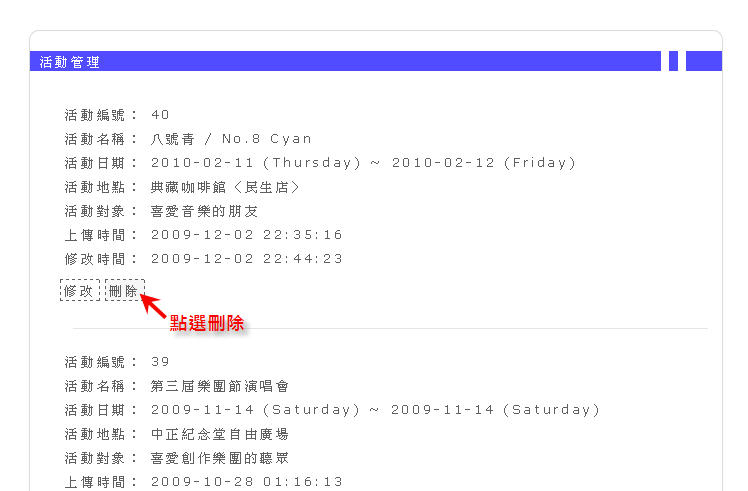 活動管理
活動編號： 40
活動名稱： 八號青 / No.8 Cyan
活動日期： 2010-02-11 (Thursday) ~ 2010-02-12 (Friday)
活動地點： 典藏咖啡館〈民生店〉
活動對象： 喜愛音樂的朋友
上傳時間： 2009-12-02 22:35:16
修改時間： 2009-12-02 22:44:23
修改 刪除
點選刪除
活動編號： 39
活動名稱： 第三屆樂團節演唱會
活動日期： 2009-11-14 (Saturday) ~ 2009-11-14 (Saturday)
活動地點： 中正紀念堂自由廣場
活動對象： 喜愛創作樂團的聽眾
上傳時間： 2009-10-28 01:16:13